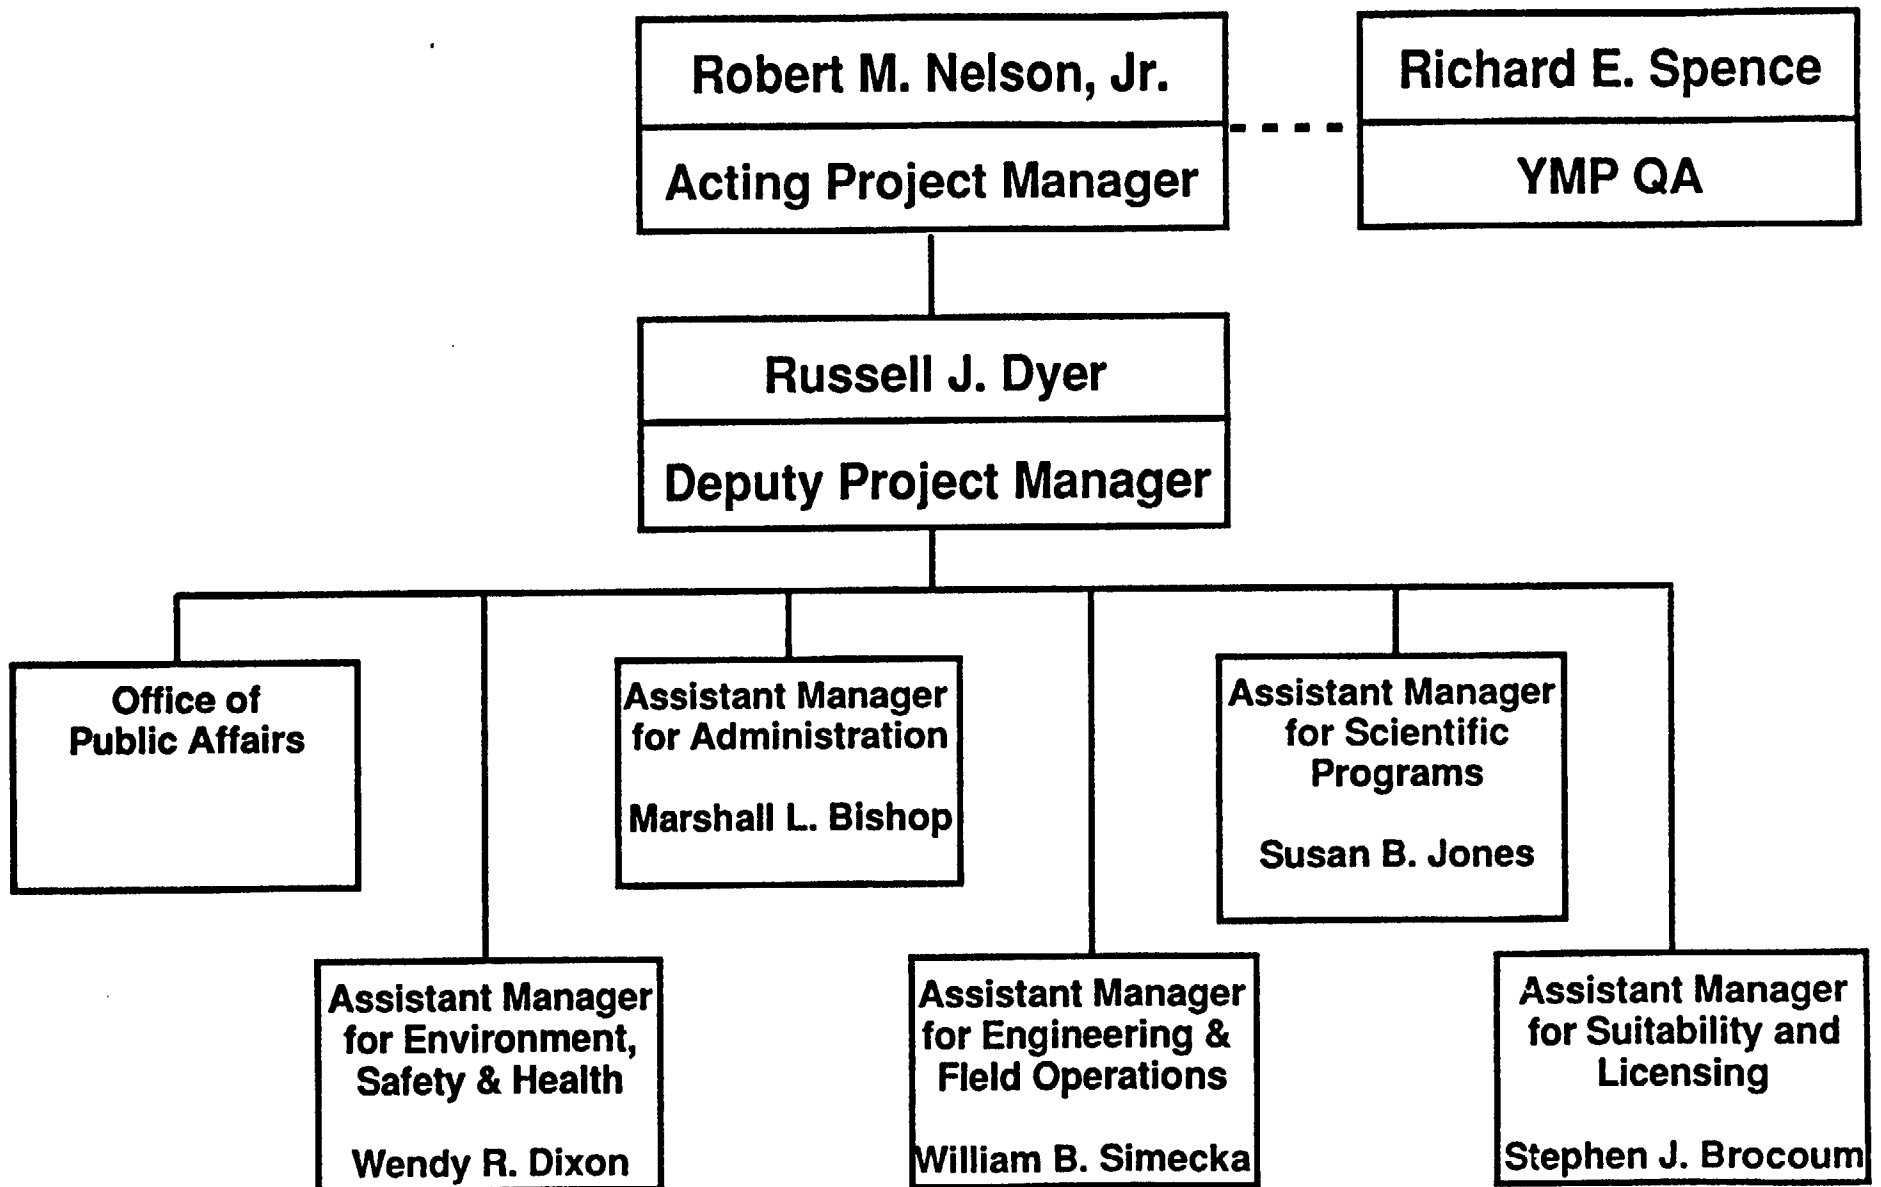 Robert M. Nelson, Jr.
Acting Project Manager
Richard E. Spence
YMP QA
Russell J. Dyer
Deputy Project Manager
Office of
Public Affairs
Assistant Manager
for Administration
Marshall L. Bishop
Assistant Manager
for Scientific
Programs
Susan B. Jones
Assistant Manager
for Environment,
Safety & Health
Wendy R. Dixon
Assistant Manager
for Engineering &
Field Operations
William B. Simecka
Assistant Manager
for Suitability and
Licensing
Stephen J. Brocoum